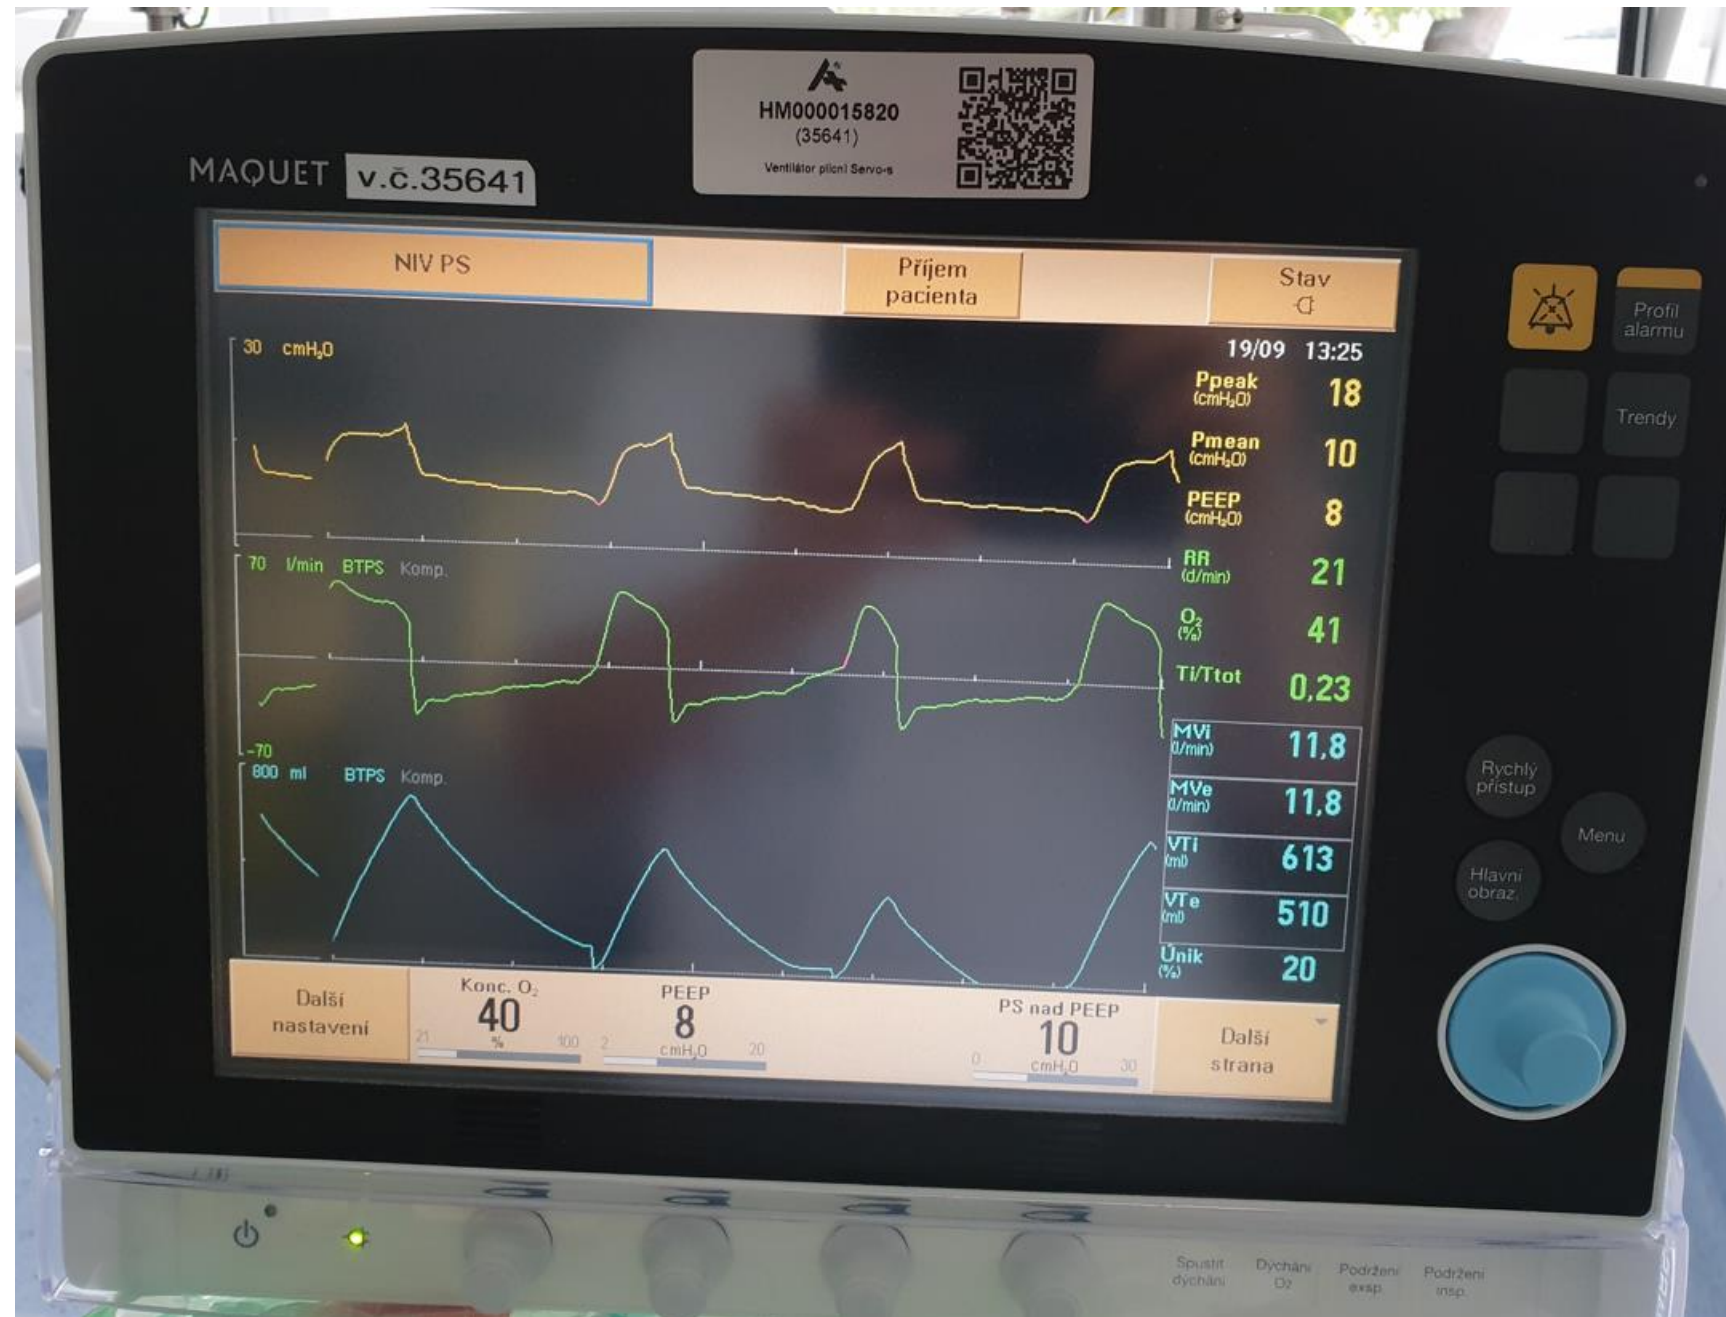 HM000015820
(35641)
Ventilátor plicní Servo-s
MAQUET
v.č.35641
NIV PS
Příjem
pacienta
Stav
19/09 13:25
30 cmH₂O
Ppeak
(cmH₂O)
18
Pmean
(cmH₂O)
10
PEEP
(cmH₂O)
8
70 l/min BTPS Komp.
-70
RR
(d/min)
21
O₂
(%)
41
Ti/Ttot
0,23
800 ml BTPS Komp.
MVi
(l/min)
11,8
MVe
(l/min)
11,8
VTi
(ml)
613
VTe
(ml)
510
Únik
(%)
20
Další
nastavení
Konc. O₂
40
%
21
100
PEEP
8
cmH₂O
2
20
PS nad PEEP
10
cmH₂O
0
30
Další
strana
Profil
alarmu
Trendy
Rychlý
přístup
Menu
Hlavní
obraz.
Spustit
dýchání
Dýchání
O₂
Podržení
exsp.
Podržení
insp.